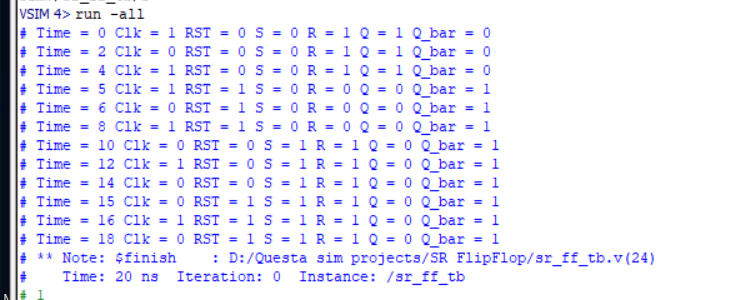 VSIM 4> run -all
# Time = 0 Clk = 1 RST = 0 S = 0 R = 1 Q = 1 Q_bar = 0
# Time = 2 Clk = 0 RST = 0 S = 0 R = 1 Q = 1 Q_bar = 0
# Time = 4 Clk = 1 RST = 0 S = 0 R = 1 Q = 1 Q_bar = 0
# Time = 5 Clk = 1 RST = 1 S = 0 R = 0 Q = 0 Q_bar = 1
# Time = 6 Clk = 0 RST = 1 S = 0 R = 0 Q = 0 Q_bar = 1
# Time = 8 Clk = 1 RST = 1 S = 0 R = 0 Q = 0 Q_bar = 1
# Time = 10 Clk = 0 RST = 0 S = 1 R = 1 Q = 0 Q_bar = 1
# Time = 12 Clk = 1 RST = 0 S = 1 R = 1 Q = 0 Q_bar = 1
# Time = 14 Clk = 0 RST = 0 S = 1 R = 1 Q = 0 Q_bar = 1
# Time = 15 Clk = 0 RST = 1 S = 1 R = 1 Q = 0 Q_bar = 1
# Time = 16 Clk = 1 RST = 1 S = 1 R = 1 Q = 0 Q_bar = 1
# Time = 18 Clk = 0 RST = 1 S = 1 R = 1 Q = 0 Q_bar = 1
# ** Note: $finish    : D:/Questa sim projects/SR FlipFlop/sr_ff_tb.v(24)
#    Time: 20 ns  Iteration: 0  Instance: /sr_ff_tb
# 1